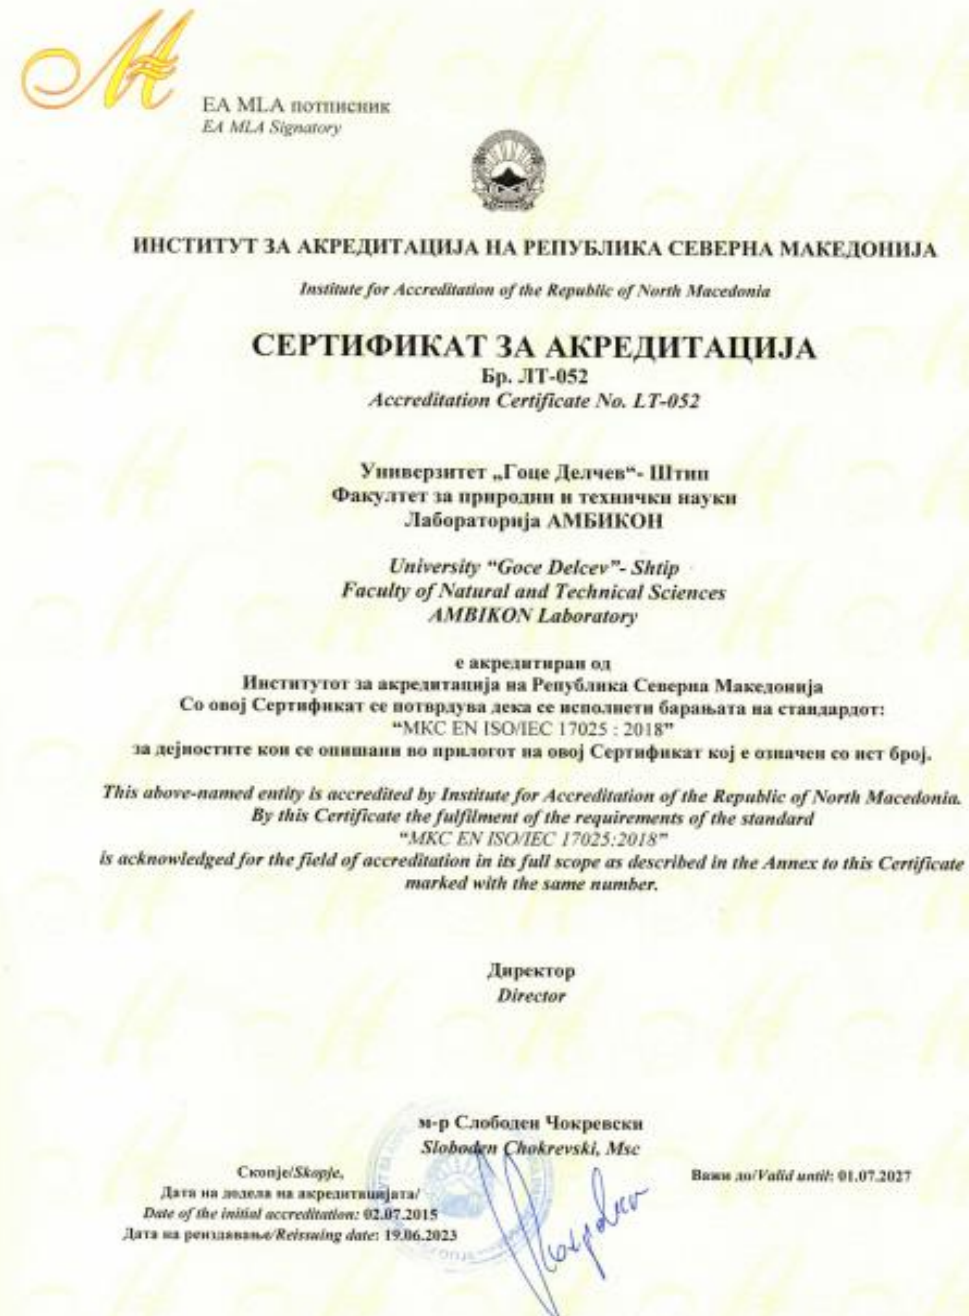 ЕА MLA потписник
EA MLA Signatory
ИНСТИТУТ ЗА АКРЕДИТАЦИЈА НА РЕПУБЛИКА СЕВЕРНА МАКЕДОНИЈА
Institute for Accreditation of the Republic of North Macedonia
СЕРТИФИКАТ ЗА АКРЕДИТАЦИЈА
Бр. ЛТ-052
Accreditation Certificate No. LT-052
Универзитет „Гоце Делчев“- Штип
Факултет за природни и технички науки
Лабораторија АМБИКОН
University “Goce Delcev”- Shtip
Faculty of Natural and Technical Sciences
AMBIKON Laboratory
е акредитиран од
Институтот за акредитација на Република Северна Македонија
Со овој Сертификат се потврдува дека се исполнети барањата на стандардот:
“МКС EN ISO/IEC 17025 : 2018”
за дејностите кои се опишани во прилогот на овој Сертификат кој е означен со ист број.
This above-named entity is accredited by Institute for Accreditation of the Republic of North Macedonia.
By this Certificate the fulfilment of the requirements of the standard
“MKC EN ISO/IEC 17025:2018”
is acknowledged for the field of accreditation in its full scope as described in the Annex to this Certificate
marked with the same number.
Директор
Director
м-р Слободен Чокревски
Sloboden Chokrevski, Msc
Скопје/Skopje,
Дата на додела на акредитацијата/
Date of the initial accreditation: 02.07.2015
Дата на реиздавање/Reissuing date: 19.06.2023
Важи до/Valid until: 01.07.2027